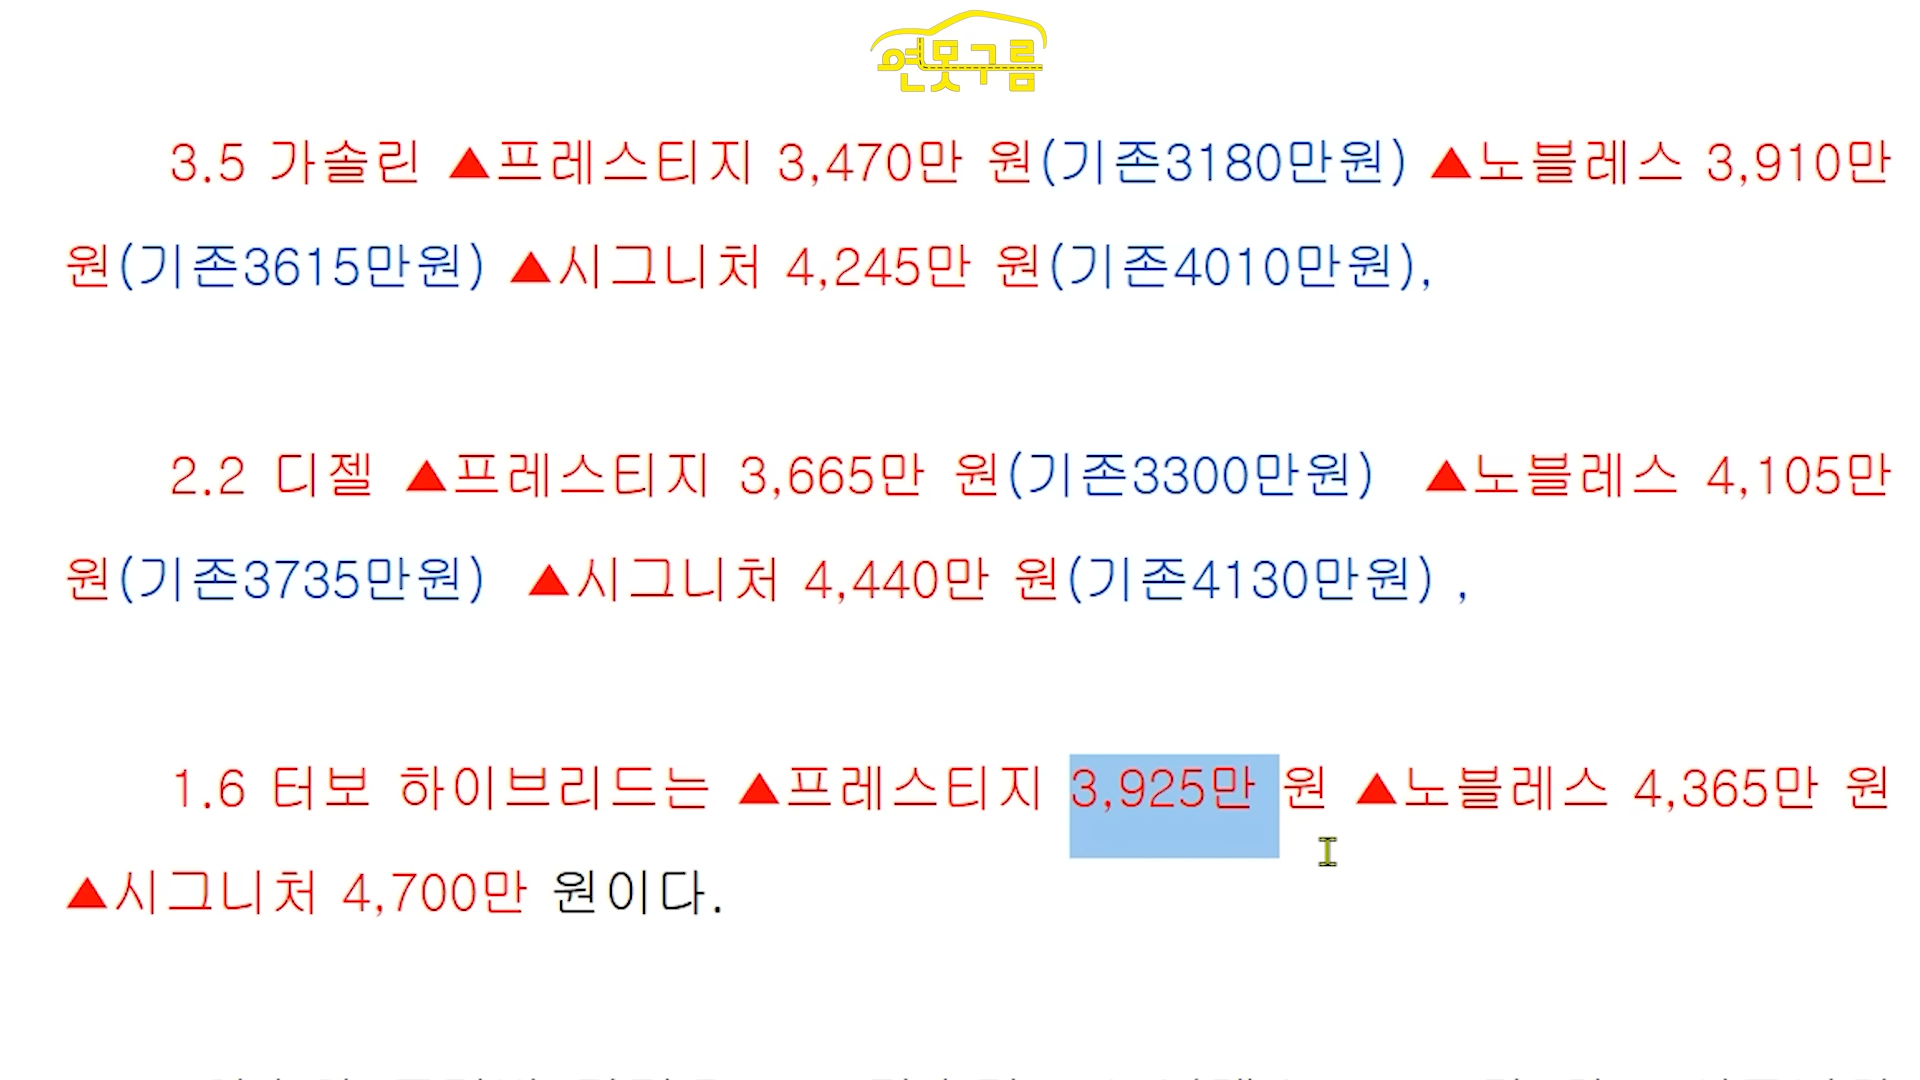 연못구름
3.5 가솔린 ▲프레스티지 3,470만 원(기존3180만원) ▲노블레스 3,910만
원(기존3615만원) ▲시그니처 4,245만 원(기존4010만원),
2.2 디젤 ▲프레스티지 3,665만 원(기존3300만원) ▲노블레스 4,105만
원(기존3735만원) ▲시그니처 4,440만 원(기존4130만원) ,
1.6 터보 하이브리드는 ▲프레스티지 3,925만 원 ▲노블레스 4,365만 원
▲시그니처 4,700만 원이다.